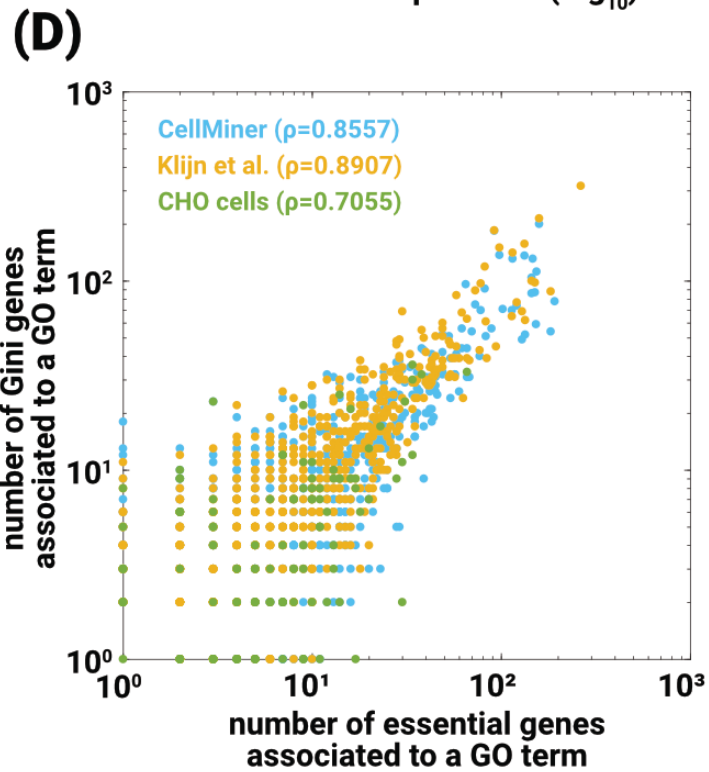 (D)
10³
CellMiner (ρ=0.8557)
Klijn et al. (ρ=0.8907)
CHO cells (ρ=0.7055)
10²
10¹
10⁰
number of Gini genes
associated to a GO term
10⁰ 10¹ 10² 10³
number of essential genes
associated to a GO term